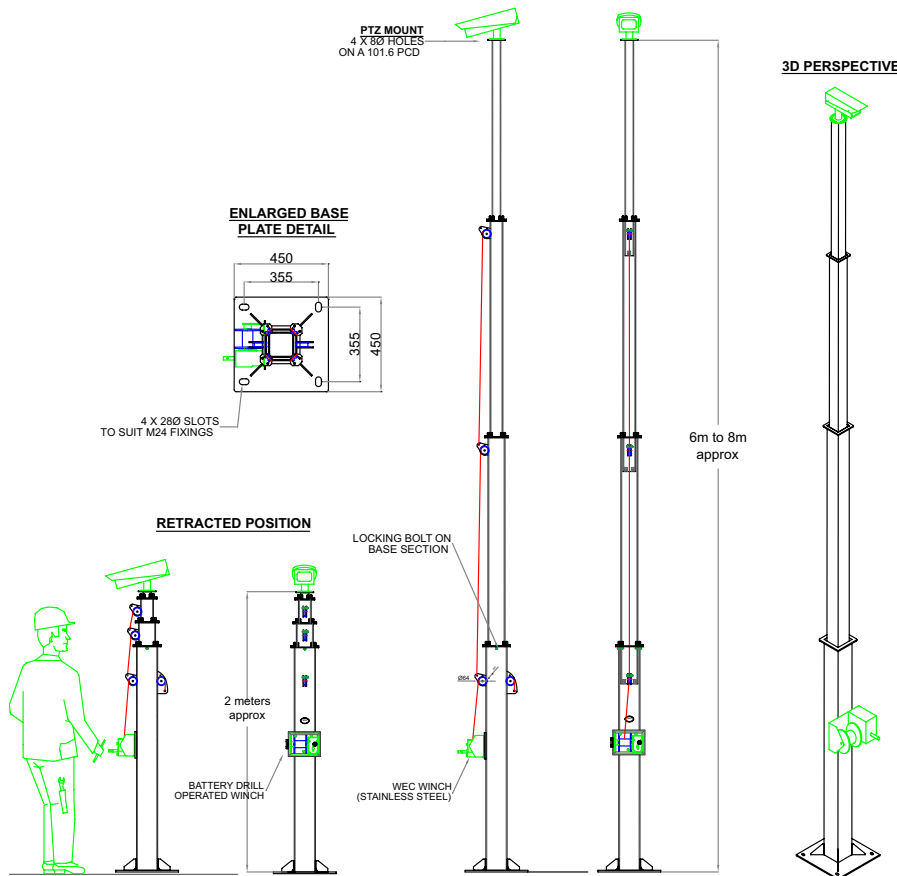 PTZ MOUNT
4 X 8Ø HOLES
ON A 101.6 PCD
3D PERSPECTIVE
ENLARGED BASE
PLATE DETAIL
450
355
355
450
4 X 28Ø SLOTS
TO SUIT M24 FIXINGS
6m to 8m
approx
RETRACTED POSITION
LOCKING BOLT ON
BASE SECTION
Ø64
2 meters
approx
BATTERY DRILL
OPERATED WINCH
WEC WINCH
(STAINLESS STEEL)